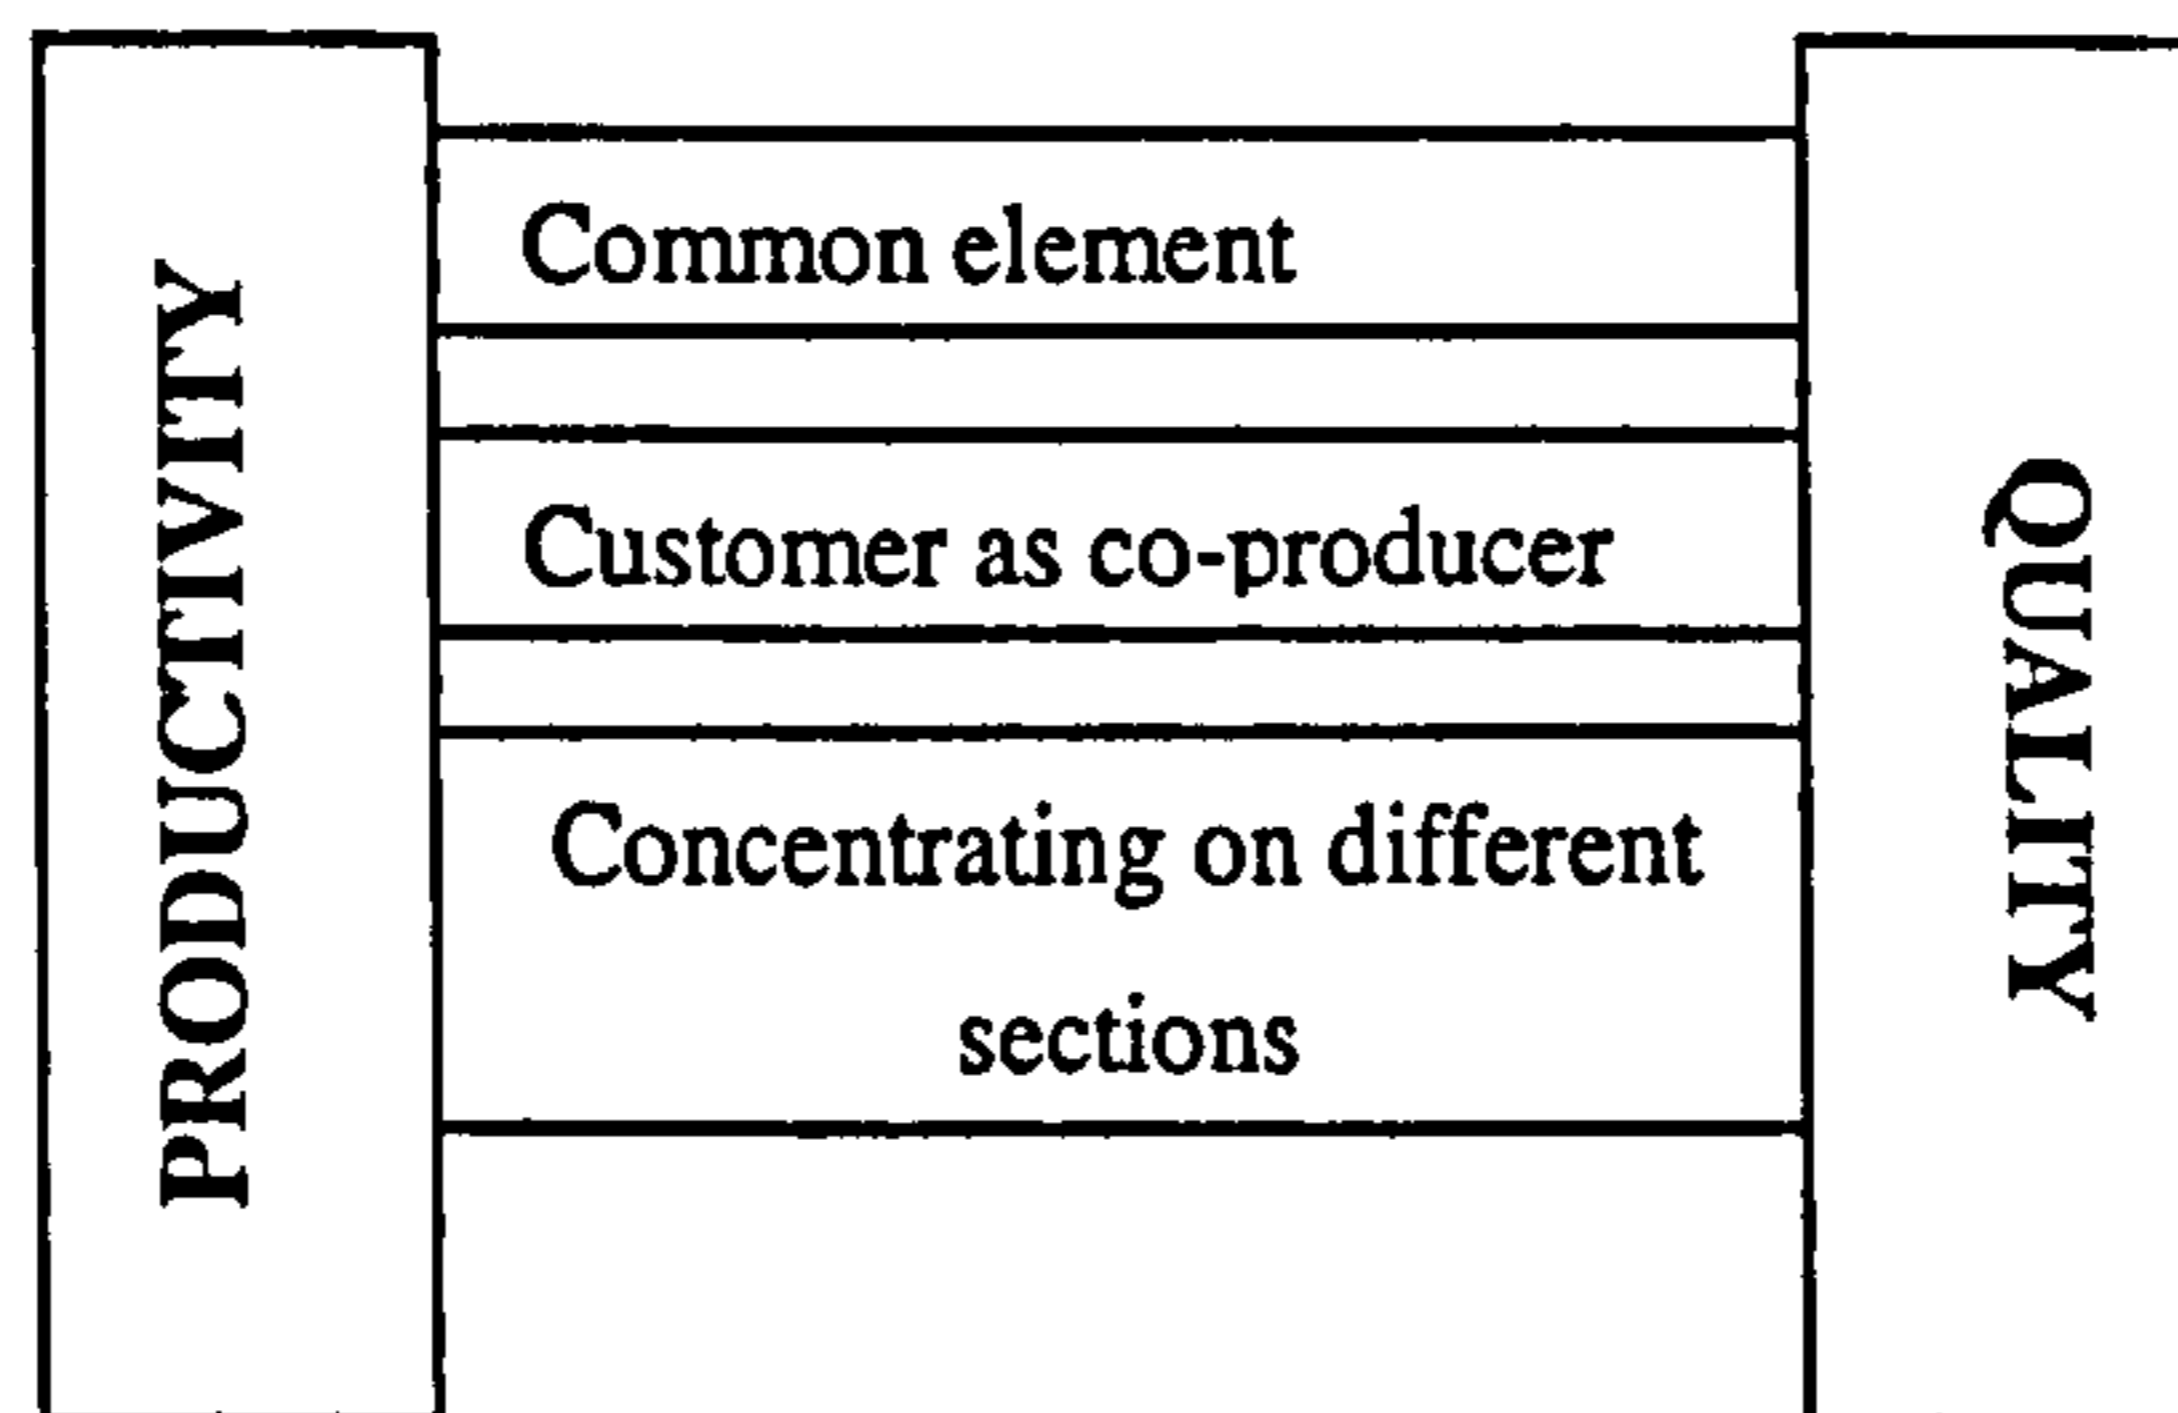 PRODUCTIVITY
Common element
Customer as co-producer
Concentrating on different
sections
QUALITY